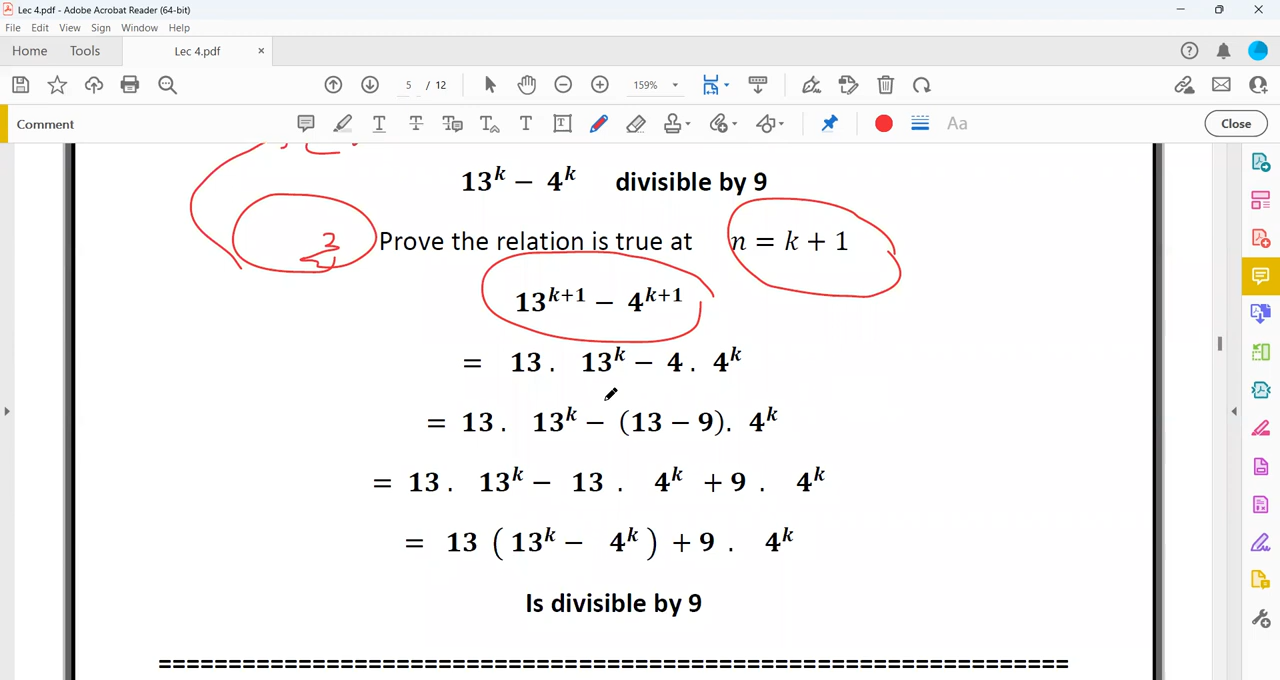 Lec 4.pdf - Adobe Acrobat Reader (64-bit)
File Edit View Sign Window Help
Home Tools Lec 4.pdf ×
5 / 12 159%
Comment Aa Close
13^k − 4^k divisible by 9
3 Prove the relation is true at n = k + 1
13^{k+1} − 4^{k+1}
= 13 . 13^k − 4 . 4^k
= 13 . 13^k − (13 − 9). 4^k
= 13 . 13^k − 13 . 4^k + 9 . 4^k
= 13 ( 13^k − 4^k ) + 9 . 4^k
Is divisible by 9
==================================================================